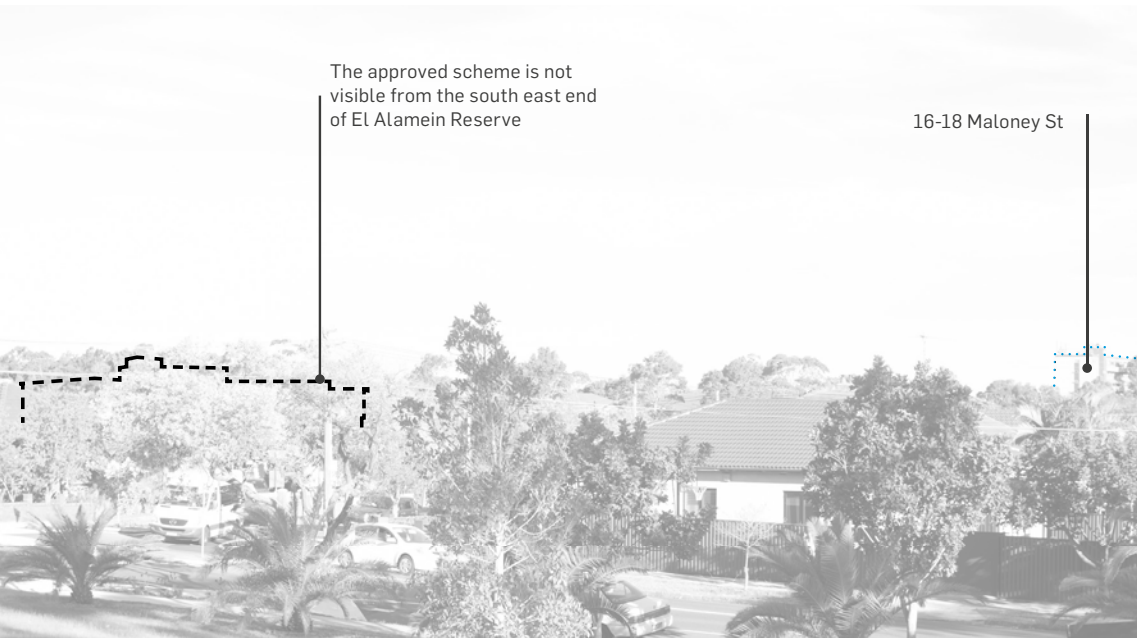 The approved scheme is not
visible from the south east end
of El Alamein Reserve
16-18 Maloney St